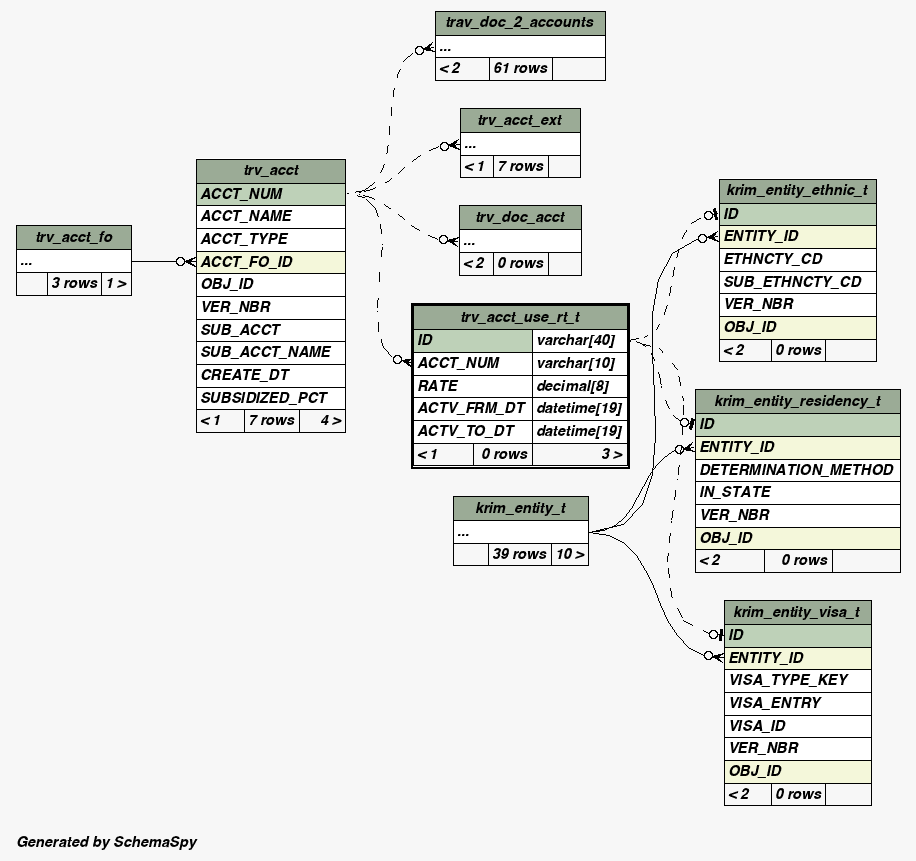 trav_doc_2_accounts
...
< 2 61 rows
trv_acct_ext
...
< 1 7 rows
trv_acct
ACCT_NUM
ACCT_NAME
ACCT_TYPE
ACCT_FO_ID
OBJ_ID
VER_NBR
SUB_ACCT
SUB_ACCT_NAME
CREATE_DT
SUBSIDIZED_PCT
< 1 7 rows 4 >
trv_acct_fo
...
3 rows 1 >
trv_doc_acct
...
< 2 0 rows
trv_acct_use_rt_t
ID varchar[40]
ACCT_NUM varchar[10]
RATE decimal[8]
ACTV_FRM_DT datetime[19]
ACTV_TO_DT datetime[19]
< 1 0 rows 3 >
krim_entity_t
...
39 rows 10 >
krim_entity_ethnic_t
ID
ENTITY_ID
ETHNCTY_CD
SUB_ETHNCTY_CD
VER_NBR
OBJ_ID
< 2 0 rows
krim_entity_residency_t
ID
ENTITY_ID
DETERMINATION_METHOD
IN_STATE
VER_NBR
OBJ_ID
< 2 0 rows
krim_entity_visa_t
ID
ENTITY_ID
VISA_TYPE_KEY
VISA_ENTRY
VISA_ID
VER_NBR
OBJ_ID
< 2 0 rows
Generated by SchemaSpy